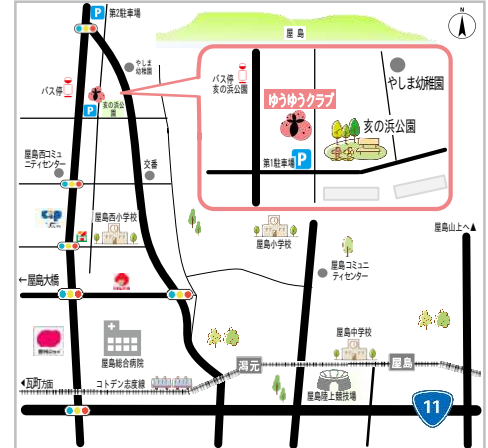 P 第2駐車場
屋島
N
やしま
幼稚園
バス停
P
亥の浜公
園
バス停
亥の浜公園
やしま幼稚園
ゆうゆうクラブ
亥の浜公園
第1駐車場 P
屋島西コミュ
ニティセンター
交番
屋島西小学校
屋島小学校
屋島山上へ▲
屋島コミュニ
ティセンター
←屋島大橋
屋島総合病院
屋島中学校
潟元
屋島
◀瓦町方面
コトデン志度線
屋島陸上競技場
11